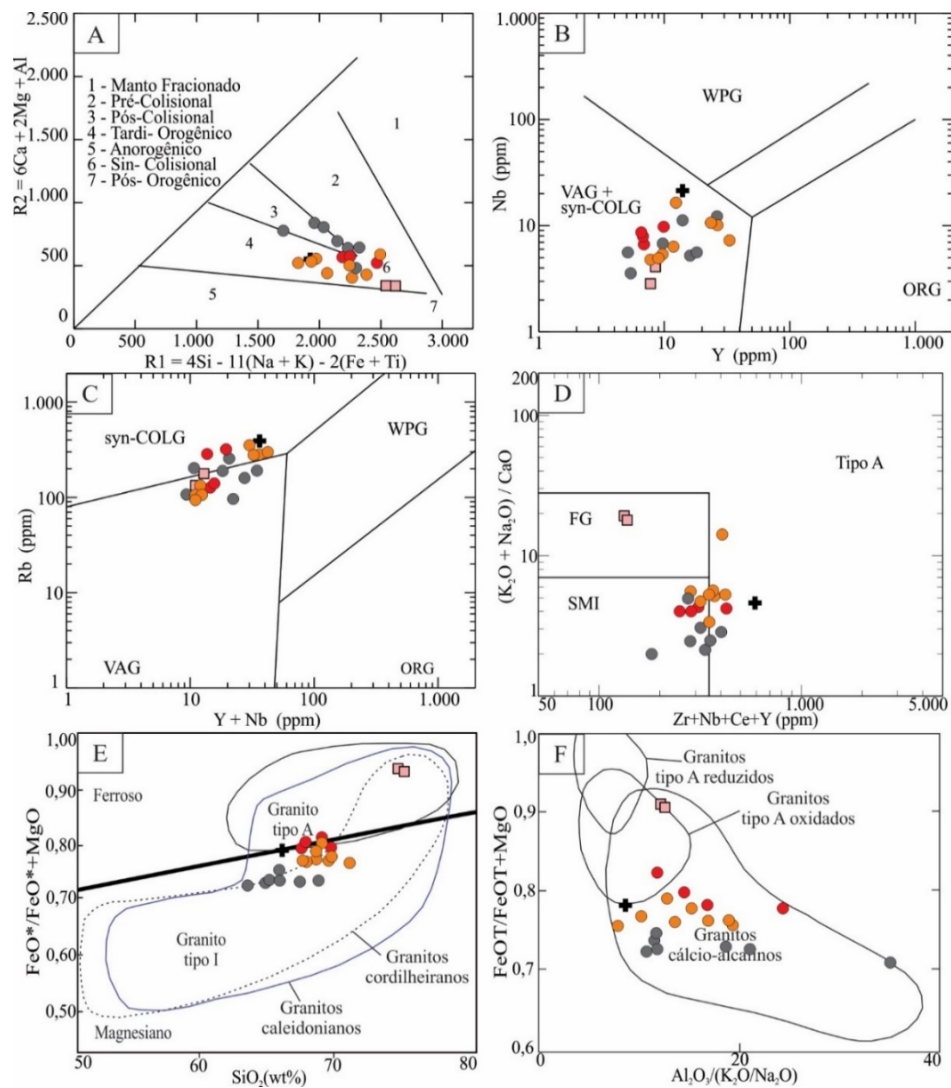 A
2.500
2.000
1.500
1.000
500
0
R2 = 6Ca + 2Mg + Al
1 - Manto Fracionado
2 - Pré-Colisional
3 - Pós-Colisional
4 - Tardi- Orogênico
5 - Anorogênico
6 - Sin- Colisional
7 - Pós- Orogênico
1
2
3
4
5
6
7
0
500
1.000
1.500
2.000
2.500
3.000
R1 = 4Si - 11(Na + K) - 2(Fe + Ti)
B
1.000
100
10
1
Nb (ppm)
WPG
VAG +
syn-COLG
ORG
1
10
100
1.000
Y (ppm)
C
1.000
100
10
1
Rb (ppm)
syn-COLG
WPG
VAG
ORG
1
10
100
1.000
Y + Nb (ppm)
D
20
100
10
1
(K₂O + Na₂O) / CaO
Tipo A
FG
SMI
50
100
1.000
5.000
Zr+Nb+Ce+Y (ppm)
E
1,00
0,90
0,80
0,70
0,60
0,50
FeO*/FeO*+MgO
Ferroso
Granito
tipo A
Granito
tipo I
Granitos
cordilheiranos
Granitos
caleidonianos
Magnesiano
50
60
70
80
SiO₂(wt%)
F
1,0
0,9
0,8
0,7
0,6
FeOT/FeOT+MgO
Granitos
tipo A reduzidos
Granitos
tipo A oxidados
Granitos
cálcio-alcalinos
0
20
40
Al₂O₃/(K₂O/Na₂O)